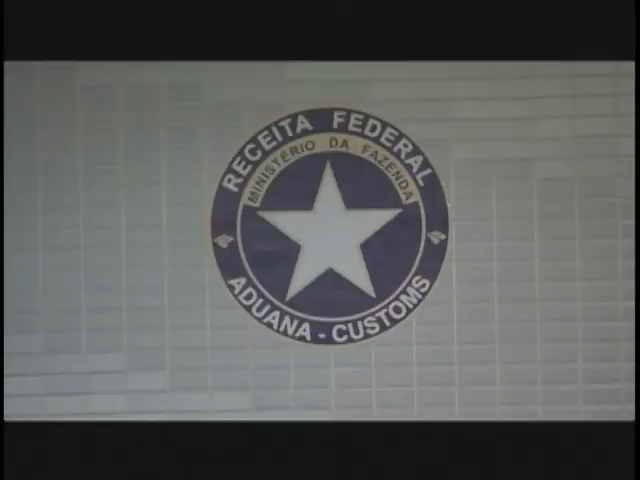 RECEITA FEDERAL
MINISTÉRIO DA FAZENDA
ADUANA - CUSTOMS